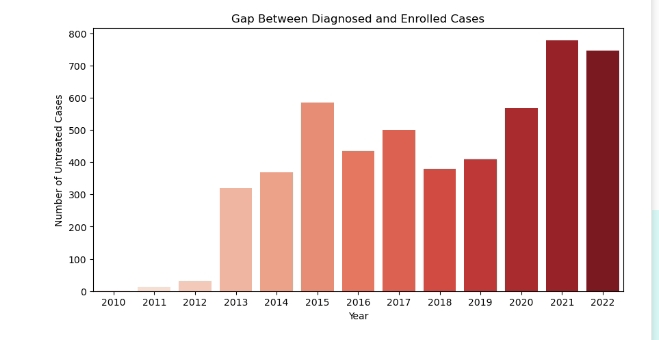 Gap Between Diagnosed and Enrolled Cases
800
700
600
500
400
300
200
100
0
Number of Untreated Cases
2010 2011 2012 2013 2014 2015 2016 2017 2018 2019 2020 2021 2022
Year